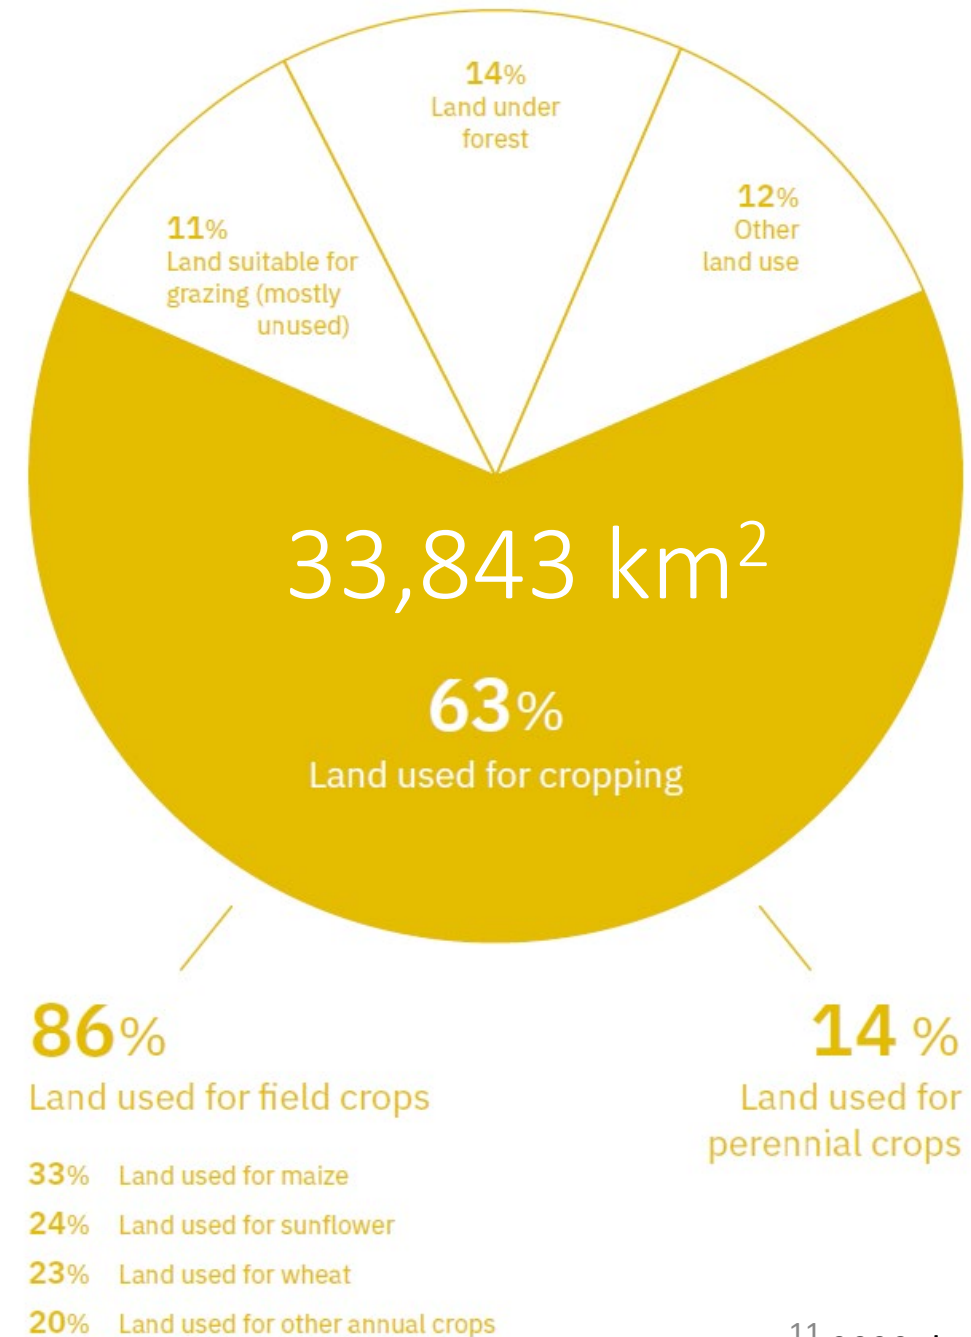 14%
Land under
forest
12%
Other
land use
11%
Land suitable for
grazing (mostly
unused)
33,843 km²
63%
Land used for cropping
86%
Land used for field crops
33% Land used for maize
24% Land used for sunflower
23% Land used for wheat
20% Land used for other annual crops
14 %
Land used for
perennial crops
11